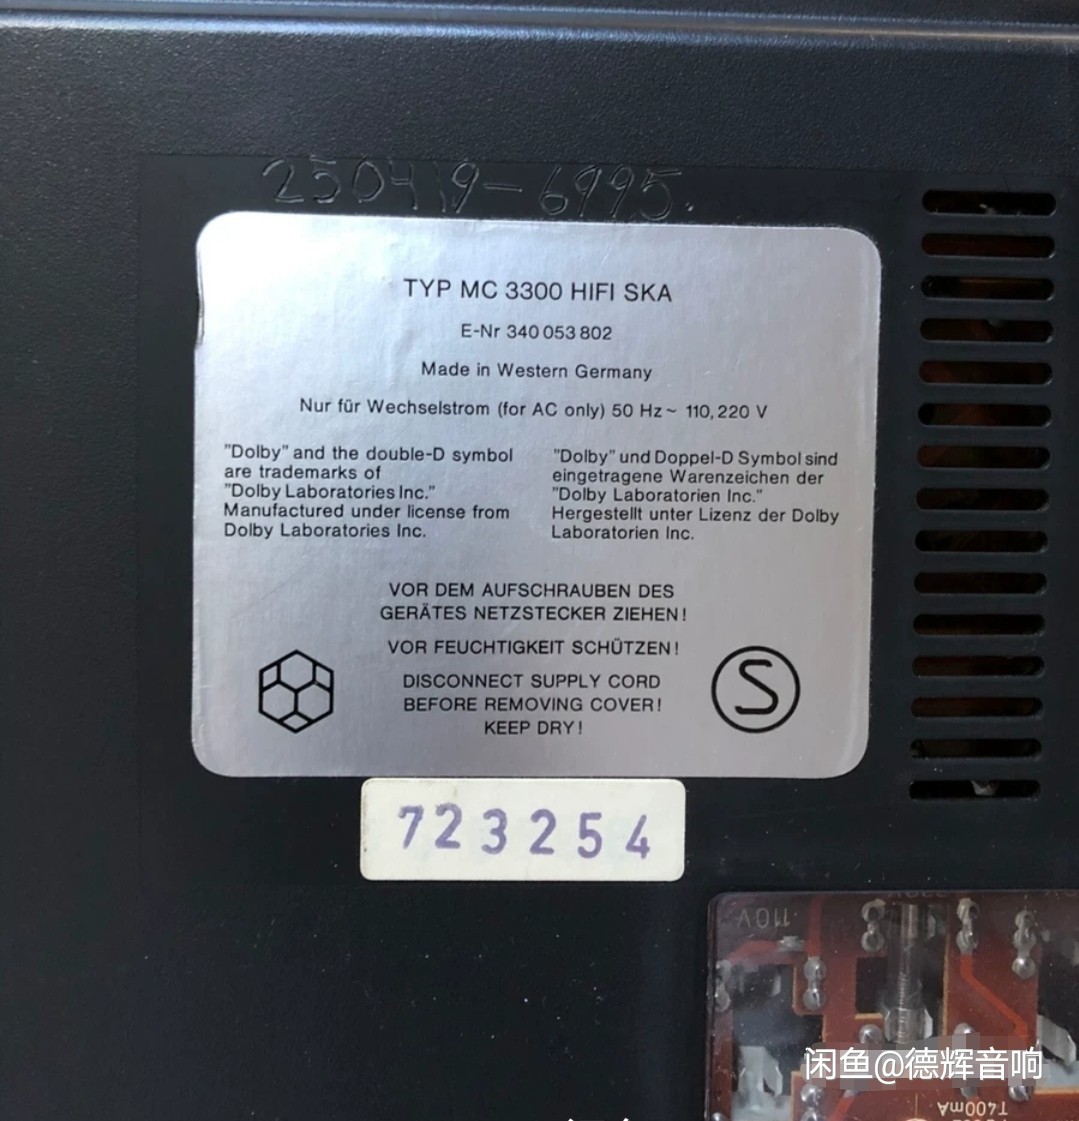 250419-6995.
TYP MC 3300 HIFI SKA
E-Nr 340 053 802
Made in Western Germany
Nur für Wechselstrom (for AC only) 50 Hz ~ 110, 220 V
"Dolby" and the double-D symbol
are trademarks of
"Dolby Laboratories Inc."
Manufactured under license from
Dolby Laboratories Inc.
"Dolby" und Doppel-D Symbol sind
eingetragene Warenzeichen der
"Dolby Laboratorien Inc."
Hergestellt unter Lizenz der Dolby
Laboratorien Inc.
VOR DEM AUFSCHRAUBEN DES
GERÄTES NETZSTECKER ZIEHEN!
VOR FEUCHTIGKEIT SCHÜTZEN!
DISCONNECT SUPPLY CORD
BEFORE REMOVING COVER!
KEEP DRY!
S
723254
110V
闲鱼@德辉音响
T400mA